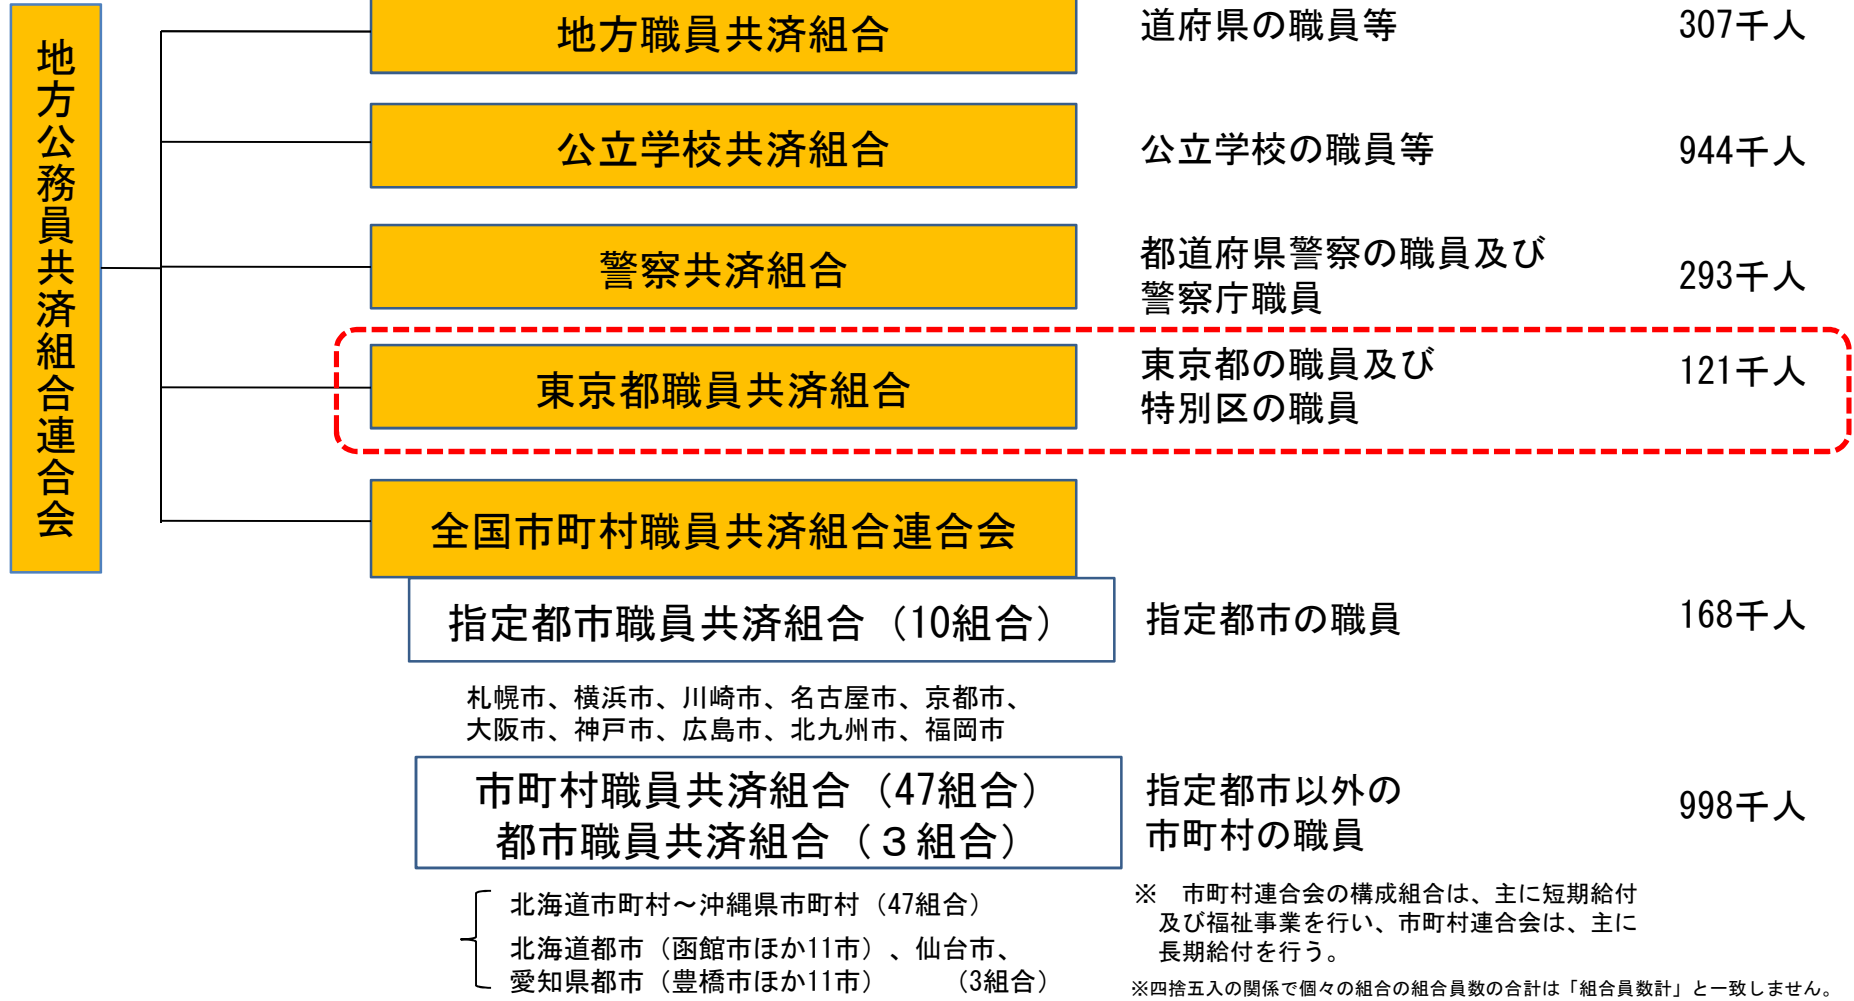 地方公務員共済組合連合会
地方職員共済組合 道府県の職員等 307千人
公立学校共済組合 公立学校の職員等 944千人
警察共済組合 都道府県警察の職員及び
警察庁職員 293千人
東京都職員共済組合 東京都の職員及び
特別区の職員 121千人
全国市町村職員共済組合連合会
指定都市職員共済組合（10組合） 指定都市の職員 168千人
札幌市、横浜市、川崎市、名古屋市、京都市、
大阪市、神戸市、広島市、北九州市、福岡市
市町村職員共済組合（47組合）
都市職員共済組合（３組合）
指定都市以外の
市町村の職員
998千人
北海道市町村～沖縄県市町村（47組合）
北海道都市（函館市ほか11市）、仙台市、
愛知県都市（豊橋市ほか11市）　　（3組合）
※　市町村連合会の構成組合は、主に短期給付
及び福祉事業を行い、市町村連合会は、主に
長期給付を行う。
※四捨五入の関係で個々の組合の組合員数の合計は「組合員数計」と一致しません。